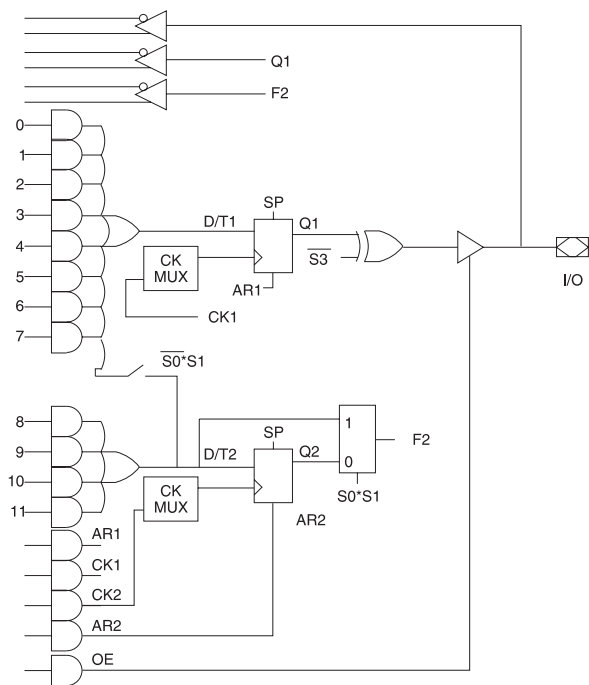 Q1
F2
0
1
2
3
4
5
6
7
SP
D/T1
Q1
S̅3̅
CK
MUX
AR1
CK1
I/O
S̅0̅*S1
8
9
10
11
SP
D/T2
Q2
1
0
F2
S0*S1
CK
MUX
AR2
AR1
CK1
CK2
AR2
OE